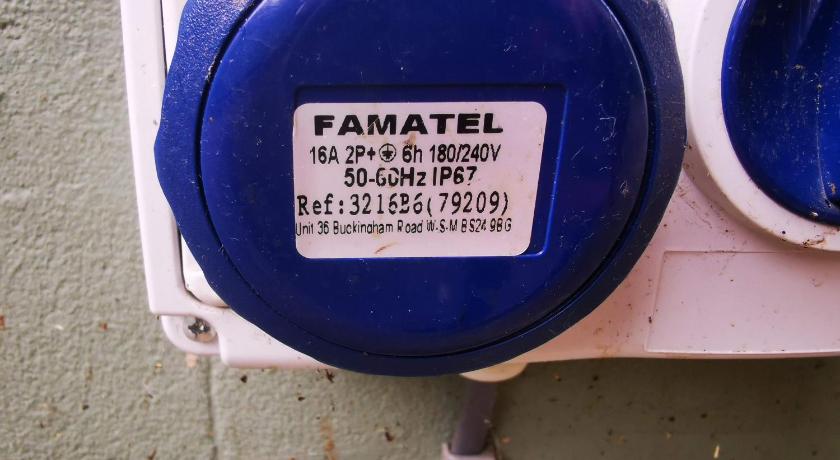 FAMATEL
16A 2P+⏚ 6h 180/240V
50-60Hz IP67
Ref:3216B6(79209)
Unit 36 Buckingham Road W-S-M BS24 9BG